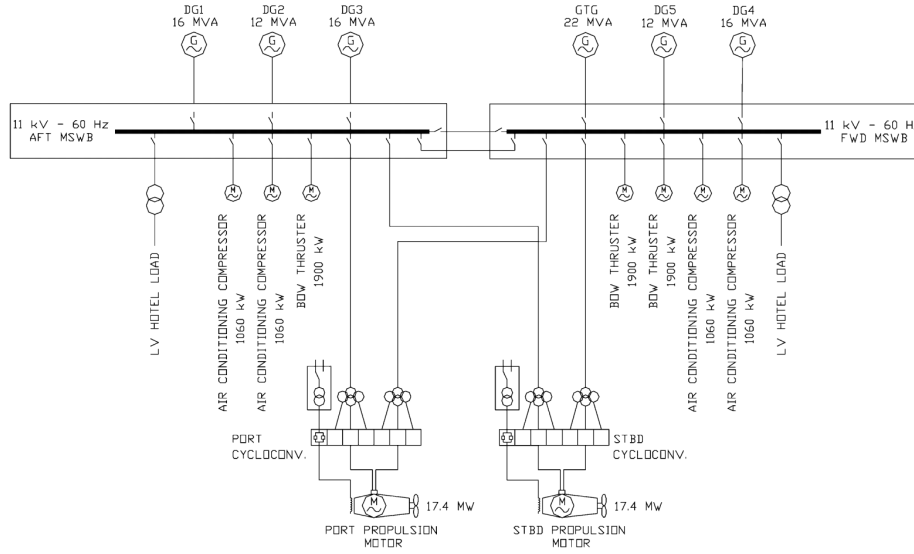 DG1
16 MVA
DG2
12 MVA
DG3
16 MVA
GTG
22 MVA
DG5
12 MVA
DG4
16 MVA
G
G
G
G
G
G
11 kV - 60 Hz
AFT MSWB
11 kV - 60 H
FWD MSWB
M
M
M
M
M
M
M
LV HOTEL LOAD
AIR CONDITIONING COMPRESSOR
1060 kW
AIR CONDITIONING COMPRESSOR
1060 kW
BOW THRUSTER
1900 kW
BOW THRUSTER
1900 kW
BOW THRUSTER
1900 kW
AIR CONDITIONING COMPRESSOR
1060 kW
AIR CONDITIONING COMPRESSOR
1060 kW
LV HOTEL LOAD
PORT
CYCLOCONV.
STBD
CYCLOCONV.
M
17.4 MW
M
17.4 MW
PORT PROPULSION
MOTOR
STBD PROPULSION
MOTOR